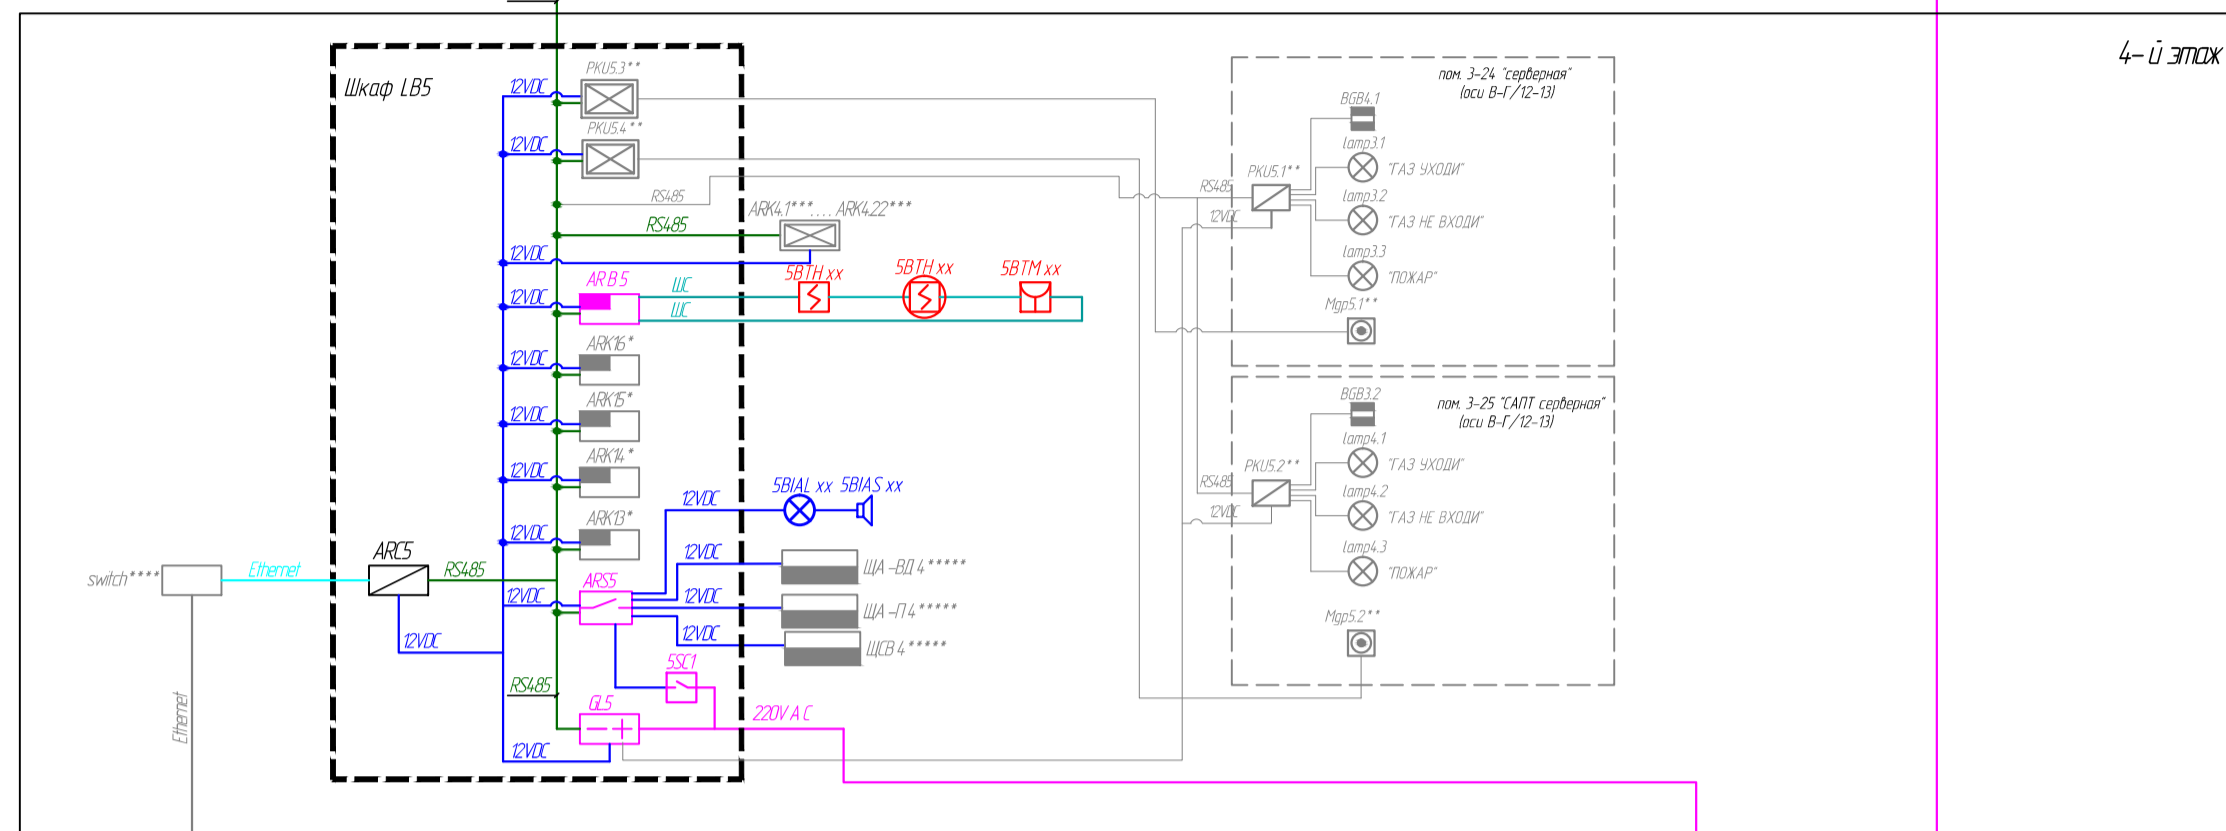 4-й этаж
Шкаф LB5
PKU5.3**
12VDC
PKU5.4**
12VDC
RS485
ARK4.1***....ARK4.22***
RS485
12VDC
ARB5
12VDC
ШС
ШС
5BTH xx
5BTH xx
5BTM xx
ARK16*
12VDC
ARK15*
12VDC
ARK14*
12VDC
ARK13*
12VDC
switch****
Ethernet
ARC5
RS485
12VDC
Ethernet
ARS5
12VDC
12VDC
5BIAL xx 5BIAS xx
12VDC
ЩА-ВД 4*****
12VDC
ЩА-П 4*****
12VDC
ЩСВ 4*****
5SC1
RS485
GL5
220V AC
12VDC
пом. 3-24 "серверная"
(оси В-Г/12-13)
BGB4.1
lamp3.1
"ГАЗ УХОДИ"
PKU5.1**
RS485
12VDC
lamp3.2
"ГАЗ НЕ ВХОДИ"
lamp3.3
"ПОЖАР"
Mgp5.1**
пом. 3-25 "САПТ серверная"
(оси В-Г/12-13)
BGB3.2
lamp4.1
"ГАЗ УХОДИ"
PKU5.2**
RS485
12VDC
lamp4.2
"ГАЗ НЕ ВХОДИ"
lamp4.3
"ПОЖАР"
Mgp5.2**